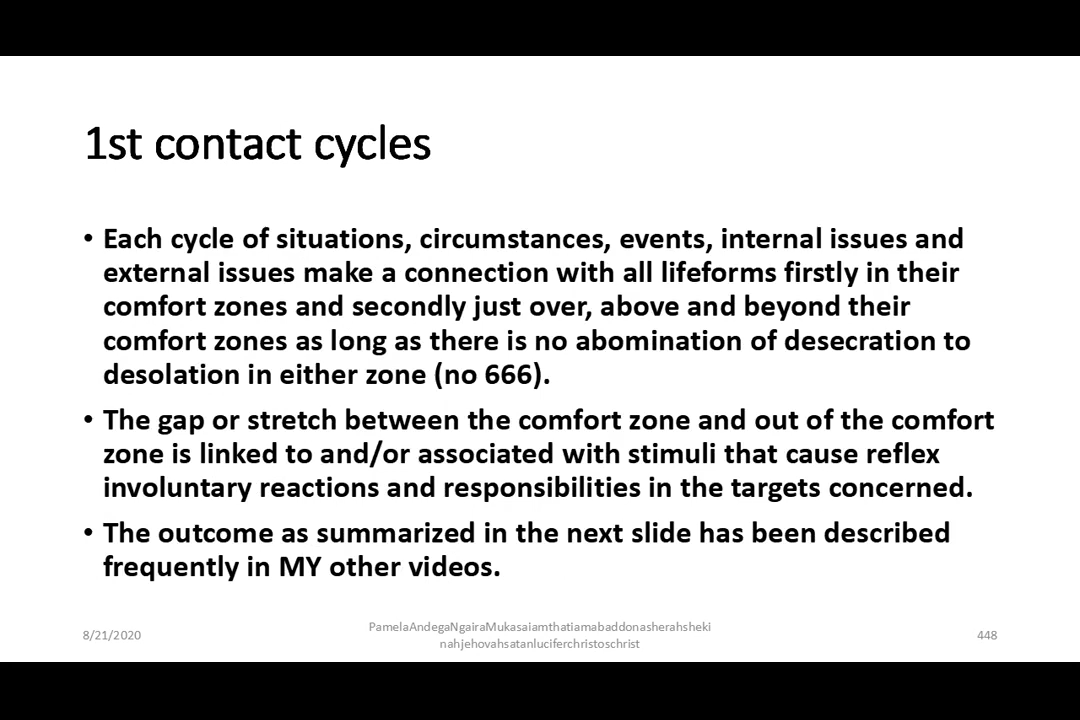 1st contact cycles
• Each cycle of situations, circumstances, events, internal issues and
external issues make a connection with all lifeforms firstly in their
comfort zones and secondly just over, above and beyond their
comfort zones as long as there is no abomination of desecration to
desolation in either zone (no 666).
• The gap or stretch between the comfort zone and out of the comfort
zone is linked to and/or associated with stimuli that cause reflex
involuntary reactions and responsibilities in the targets concerned.
• The outcome as summarized in the next slide has been described
frequently in MY other videos.
8/21/2020
PamelaAndegaNgairaMukasaiamthatiamabaddonasherahsheki
nahjehovahsatanluciferchristoschrist
448